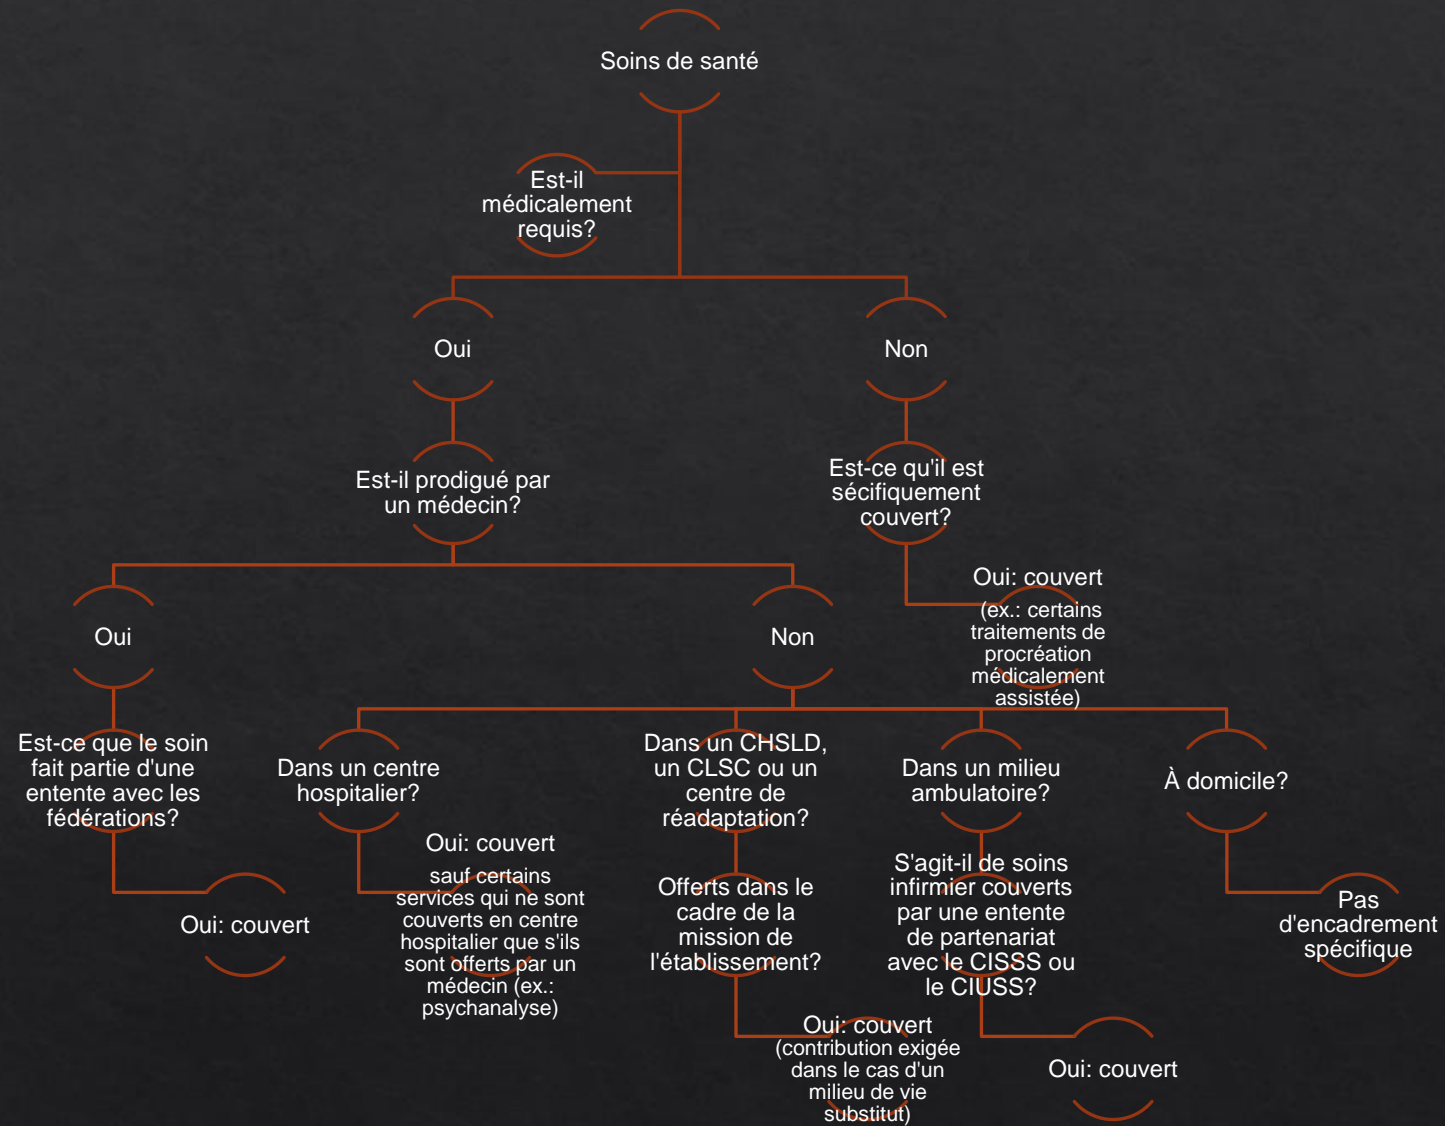 Soins de santé
Est-il
médicalement
requis?
Oui
Non
Est-il prodigué par
un médecin?
Est-ce qu'il est
sécifiquement
couvert?
Oui: couvert
(ex.: certains
traitements de
procréation
médicalement
assistée)
Oui
Non
Est-ce que le soin
fait partie d'une
entente avec les
fédérations?
Oui: couvert
Dans un centre
hospitalier?
Oui: couvert
sauf certains
services qui ne sont
couverts en centre
hospitalier que s'ils
sont offerts par un
médecin (ex.:
psychanalyse)
Dans un CHSLD,
un CLSC ou un
centre de
réadaptation?
Offerts dans le
cadre de la
mission de
l'établissement?
Oui: couvert
(contribution exigée
dans le cas d'un
milieu de vie
substitut)
Dans un milieu
ambulatoire?
S'agit-il de soins
infirmier couverts
par une entente
de partenariat
avec le CISSS ou
le CIUSS?
Oui: couvert
À domicile?
Pas
d'encadrement
spécifique